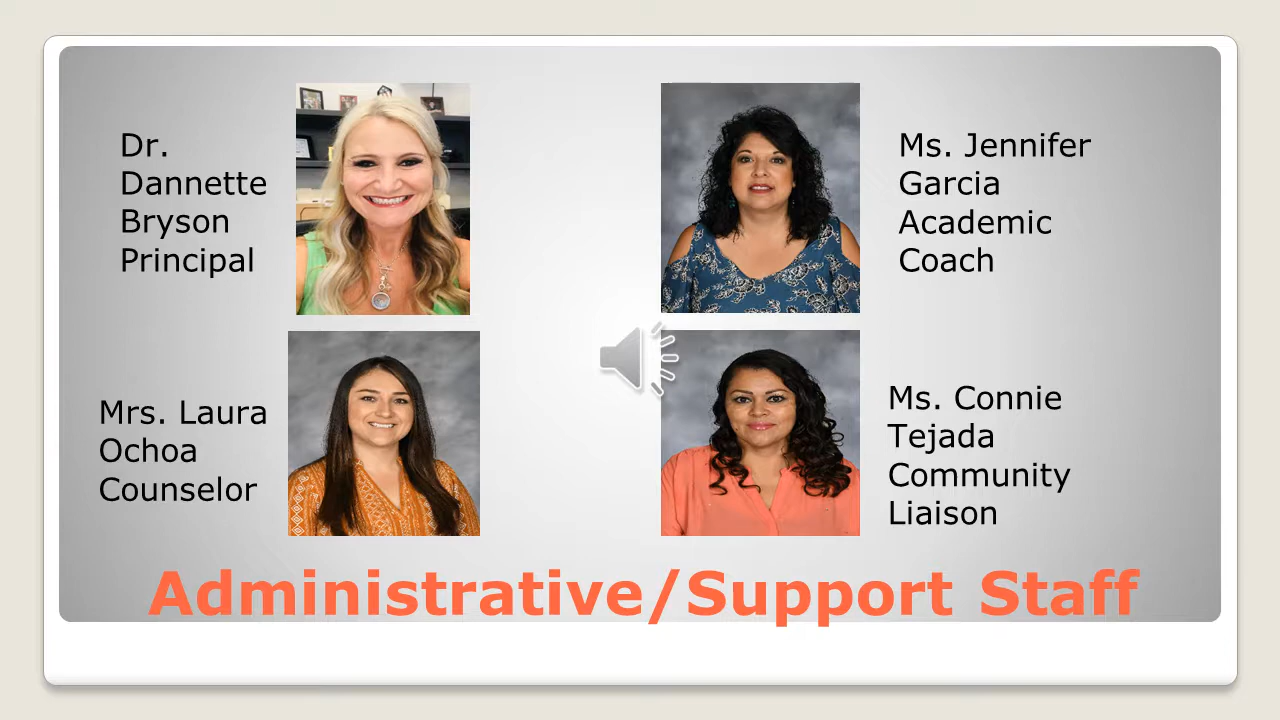 Dr.
Dannette
Bryson
Principal
Ms. Jennifer
Garcia
Academic
Coach
Mrs. Laura
Ochoa
Counselor
Ms. Connie
Tejada
Community
Liaison
Administrative/Support Staff